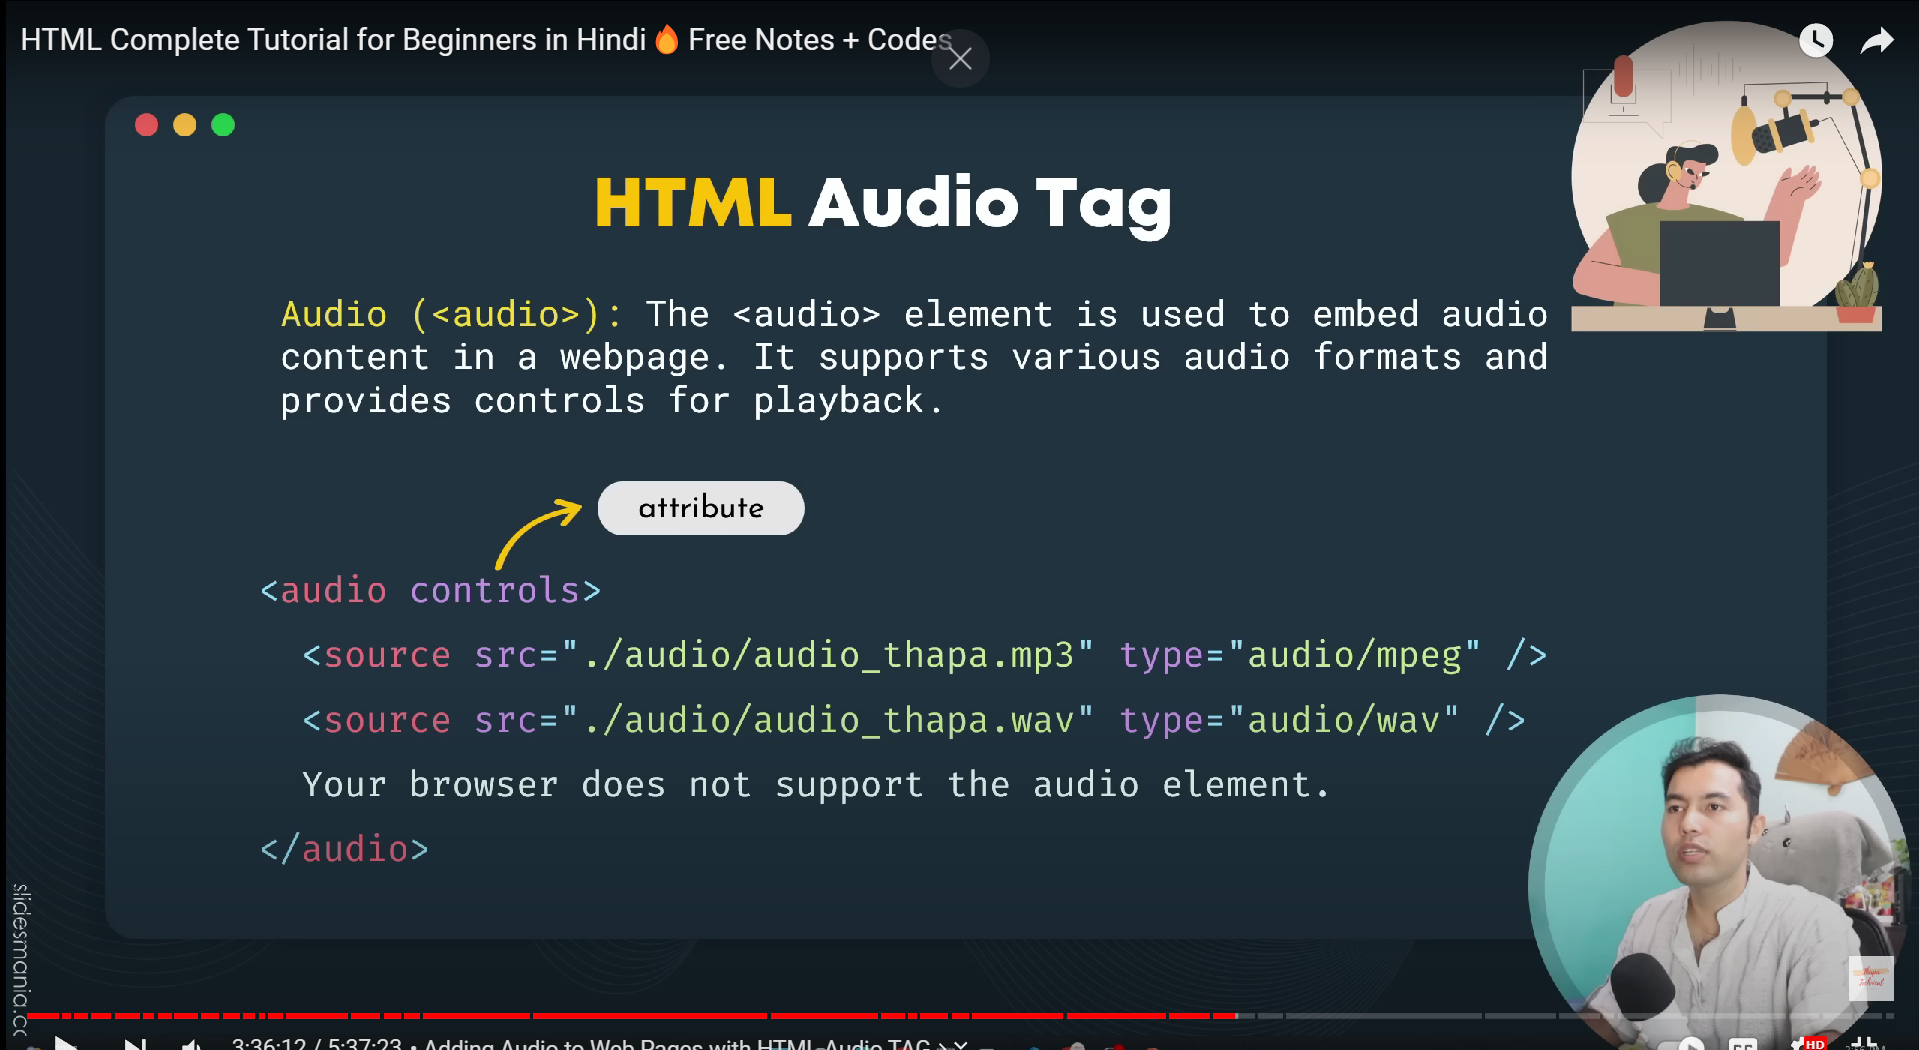 HTML Complete Tutorial for Beginners in Hindi🔥 Free Notes + Codes
HTML Audio Tag
Audio (<audio>): The <audio> element is used to embed audio
content in a webpage. It supports various audio formats and
provides controls for playback.
attribute
<audio controls>
<source src="./audio/audio_thapa.mp3" type="audio/mpeg" />
<source src="./audio/audio_thapa.wav" type="audio/wav" />
Your browser does not support the audio element.
</audio>
slidesmania.cc
3:36:12 / 5:37:23 • Adding Audio to Web Pages with HTML Audio TAG
HD